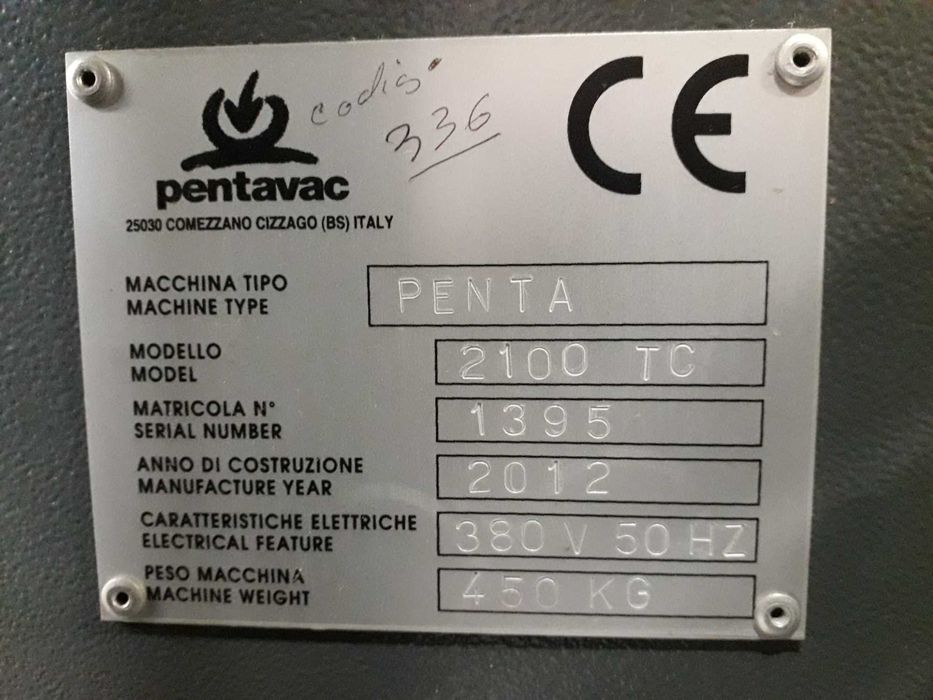 codice
336
CE
pentavac
25030 COMEZZANO CIZZAGO (BS) ITALY
MACCHINA TIPO
MACHINE TYPE
PENTA
MODELLO
MODEL
2100 TC
MATRICOLA N°
SERIAL NUMBER
1395
ANNO DI COSTRUZIONE
MANUFACTURE YEAR
2012
CARATTERISTICHE ELETTRICHE
ELECTRICAL FEATURE
380 V 50 HZ
PESO MACCHINA
MACHINE WEIGHT
450 KG